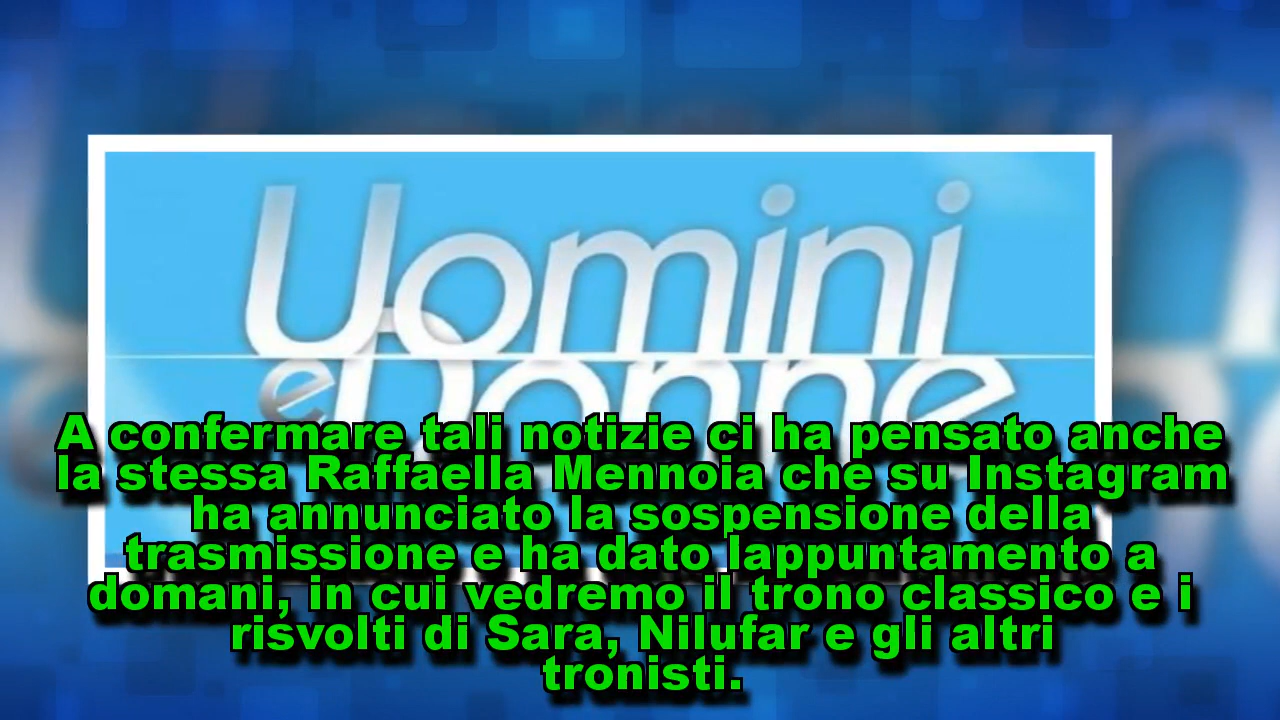 Uomini
e Donne
A confermare tali notizie ci ha pensato anche
la stessa Raffaella Mennoia che su Instagram
ha annunciato la sospensione della
trasmissione e ha dato lappuntamento a
domani, in cui vedremo il trono classico e i
risvolti di Sara, Nilufar e gli altri
tronisti.